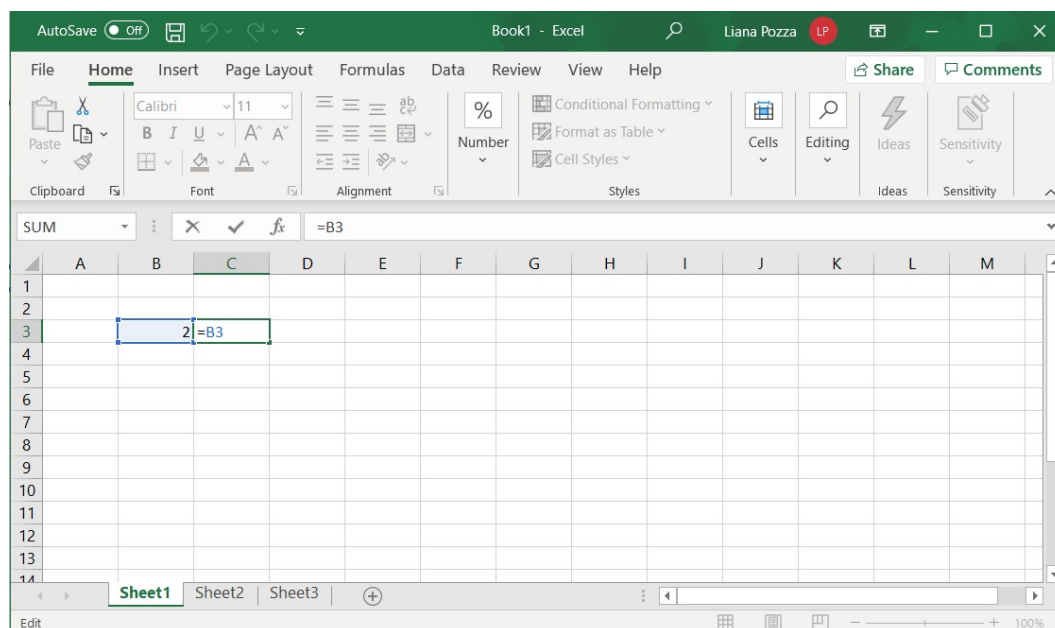 AutoSave Off Book1 - Excel Liana Pozza LP
File Home Insert Page Layout Formulas Data Review View Help Share Comments
Paste
Calibri 11
ab
B I U A A
A
%
Number
Conditional Formatting
Format as Table
Cell Styles
Cells
Editing
Ideas
Sensitivity
Clipboard Font Alignment Styles Ideas Sensitivity
SUM fx =B3
A B C D E F G H I J K L M
1
2
3 2 =B3
4
5
6
7
8
9
10
11
12
13
14
Sheet1 Sheet2 Sheet3
Edit 100%